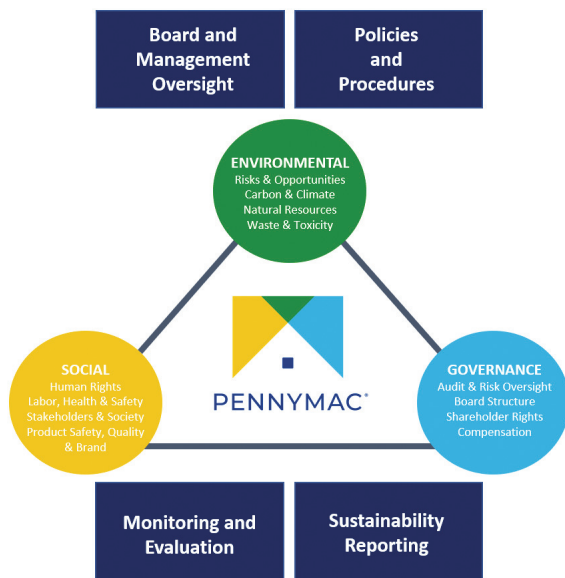 Board and
Management
Oversight
Policies
and
Procedures
ENVIRONMENTAL
Risks & Opportunities
Carbon & Climate
Natural Resources
Waste & Toxicity
SOCIAL
Human Rights
Labor, Health & Safety
Stakeholders & Society
Product Safety, Quality
& Brand
PENNYMAC®
GOVERNANCE
Audit & Risk Oversight
Board Structure
Shareholder Rights
Compensation
Monitoring and
Evaluation
Sustainability
Reporting